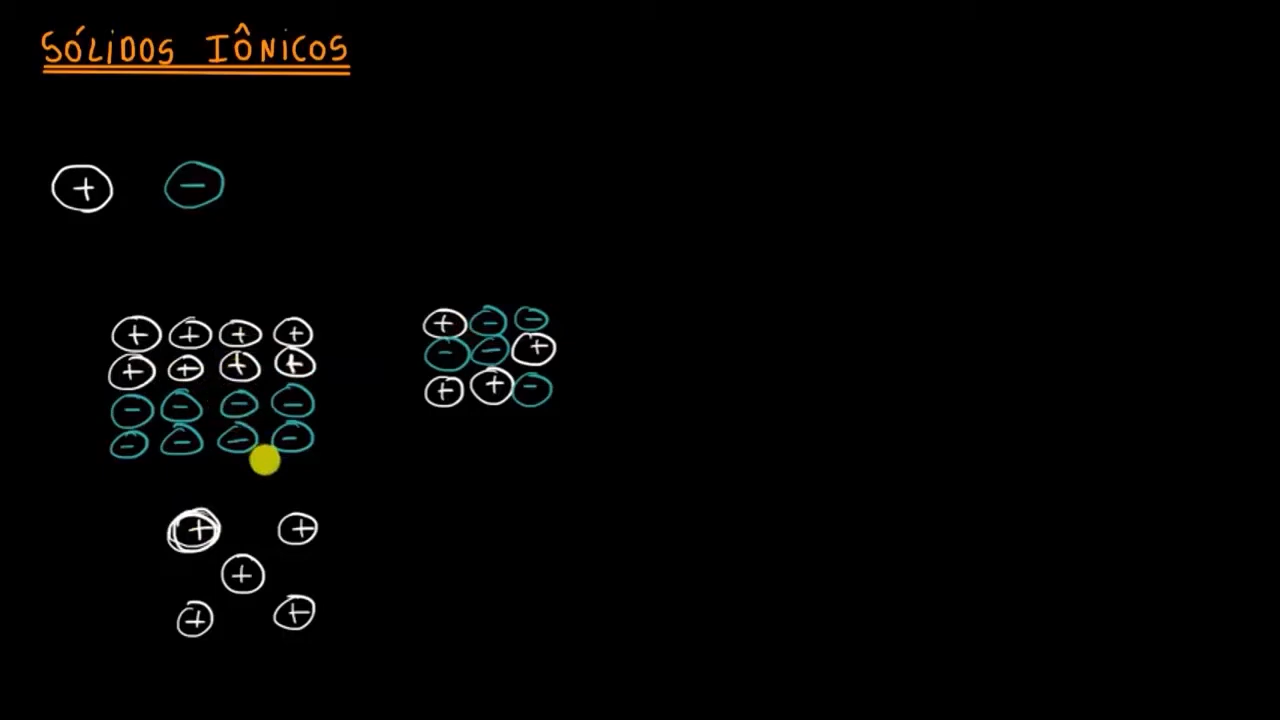 SÓLIDOS IÔNICOS
+ −
+ + + +
+ + + +
− − − −
− − − −
+ − −
− − +
+ + −
+ +
+
+ +